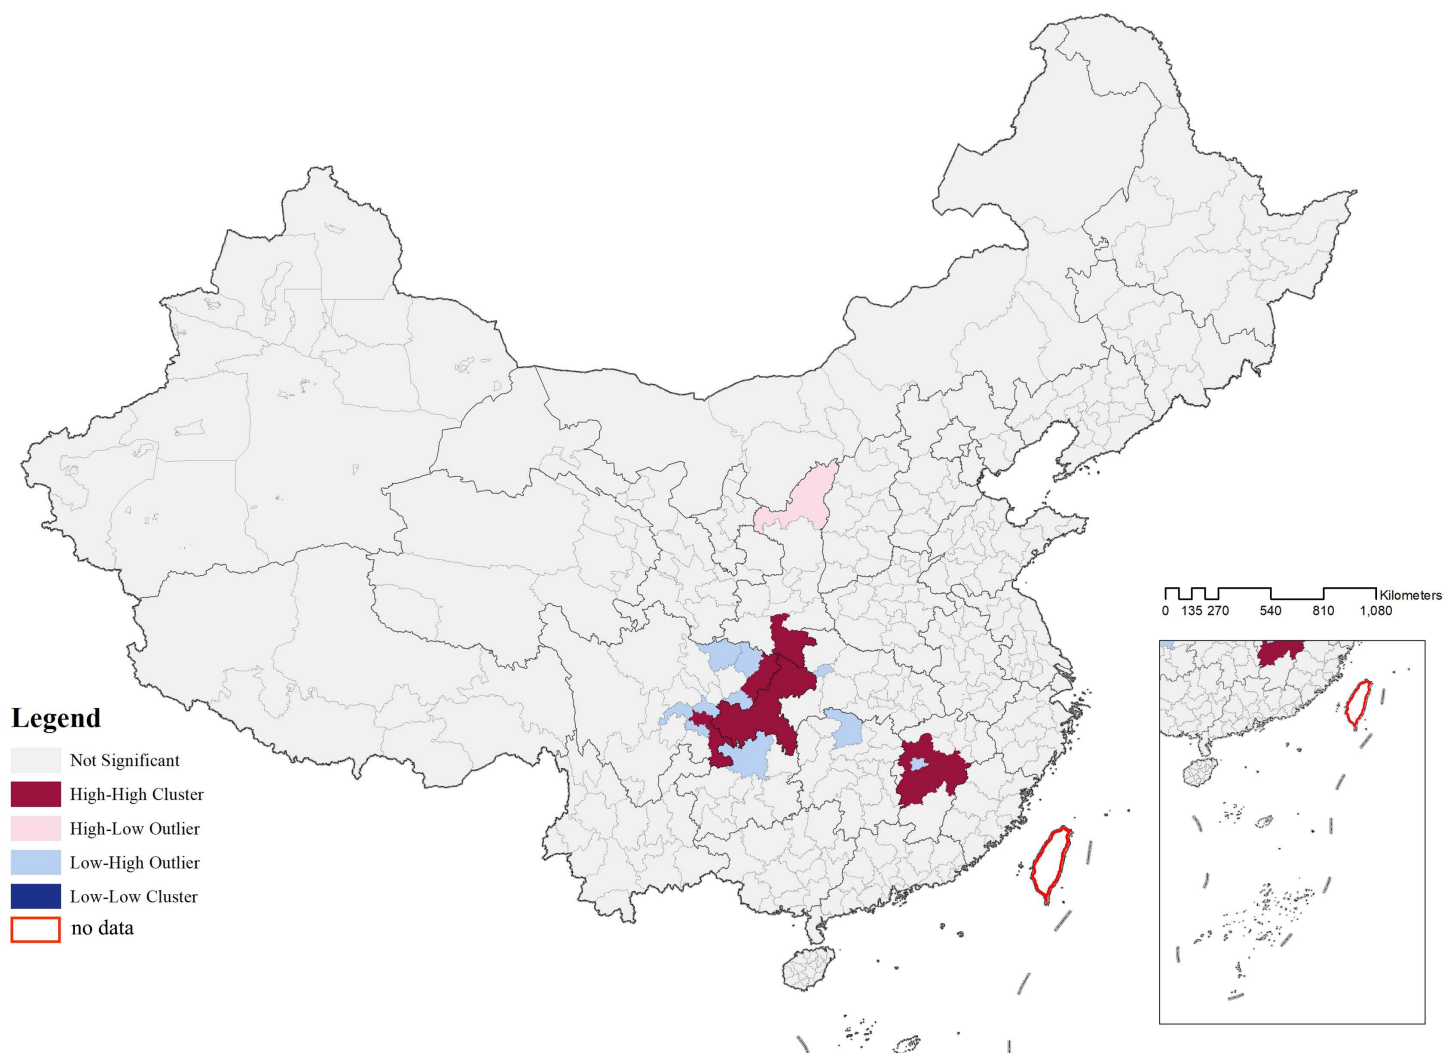 Kilometers
0 135 270 540 810 1,080
Legend
Not Significant
High-High Cluster
High-Low Outlier
Low-High Outlier
Low-Low Cluster
no data